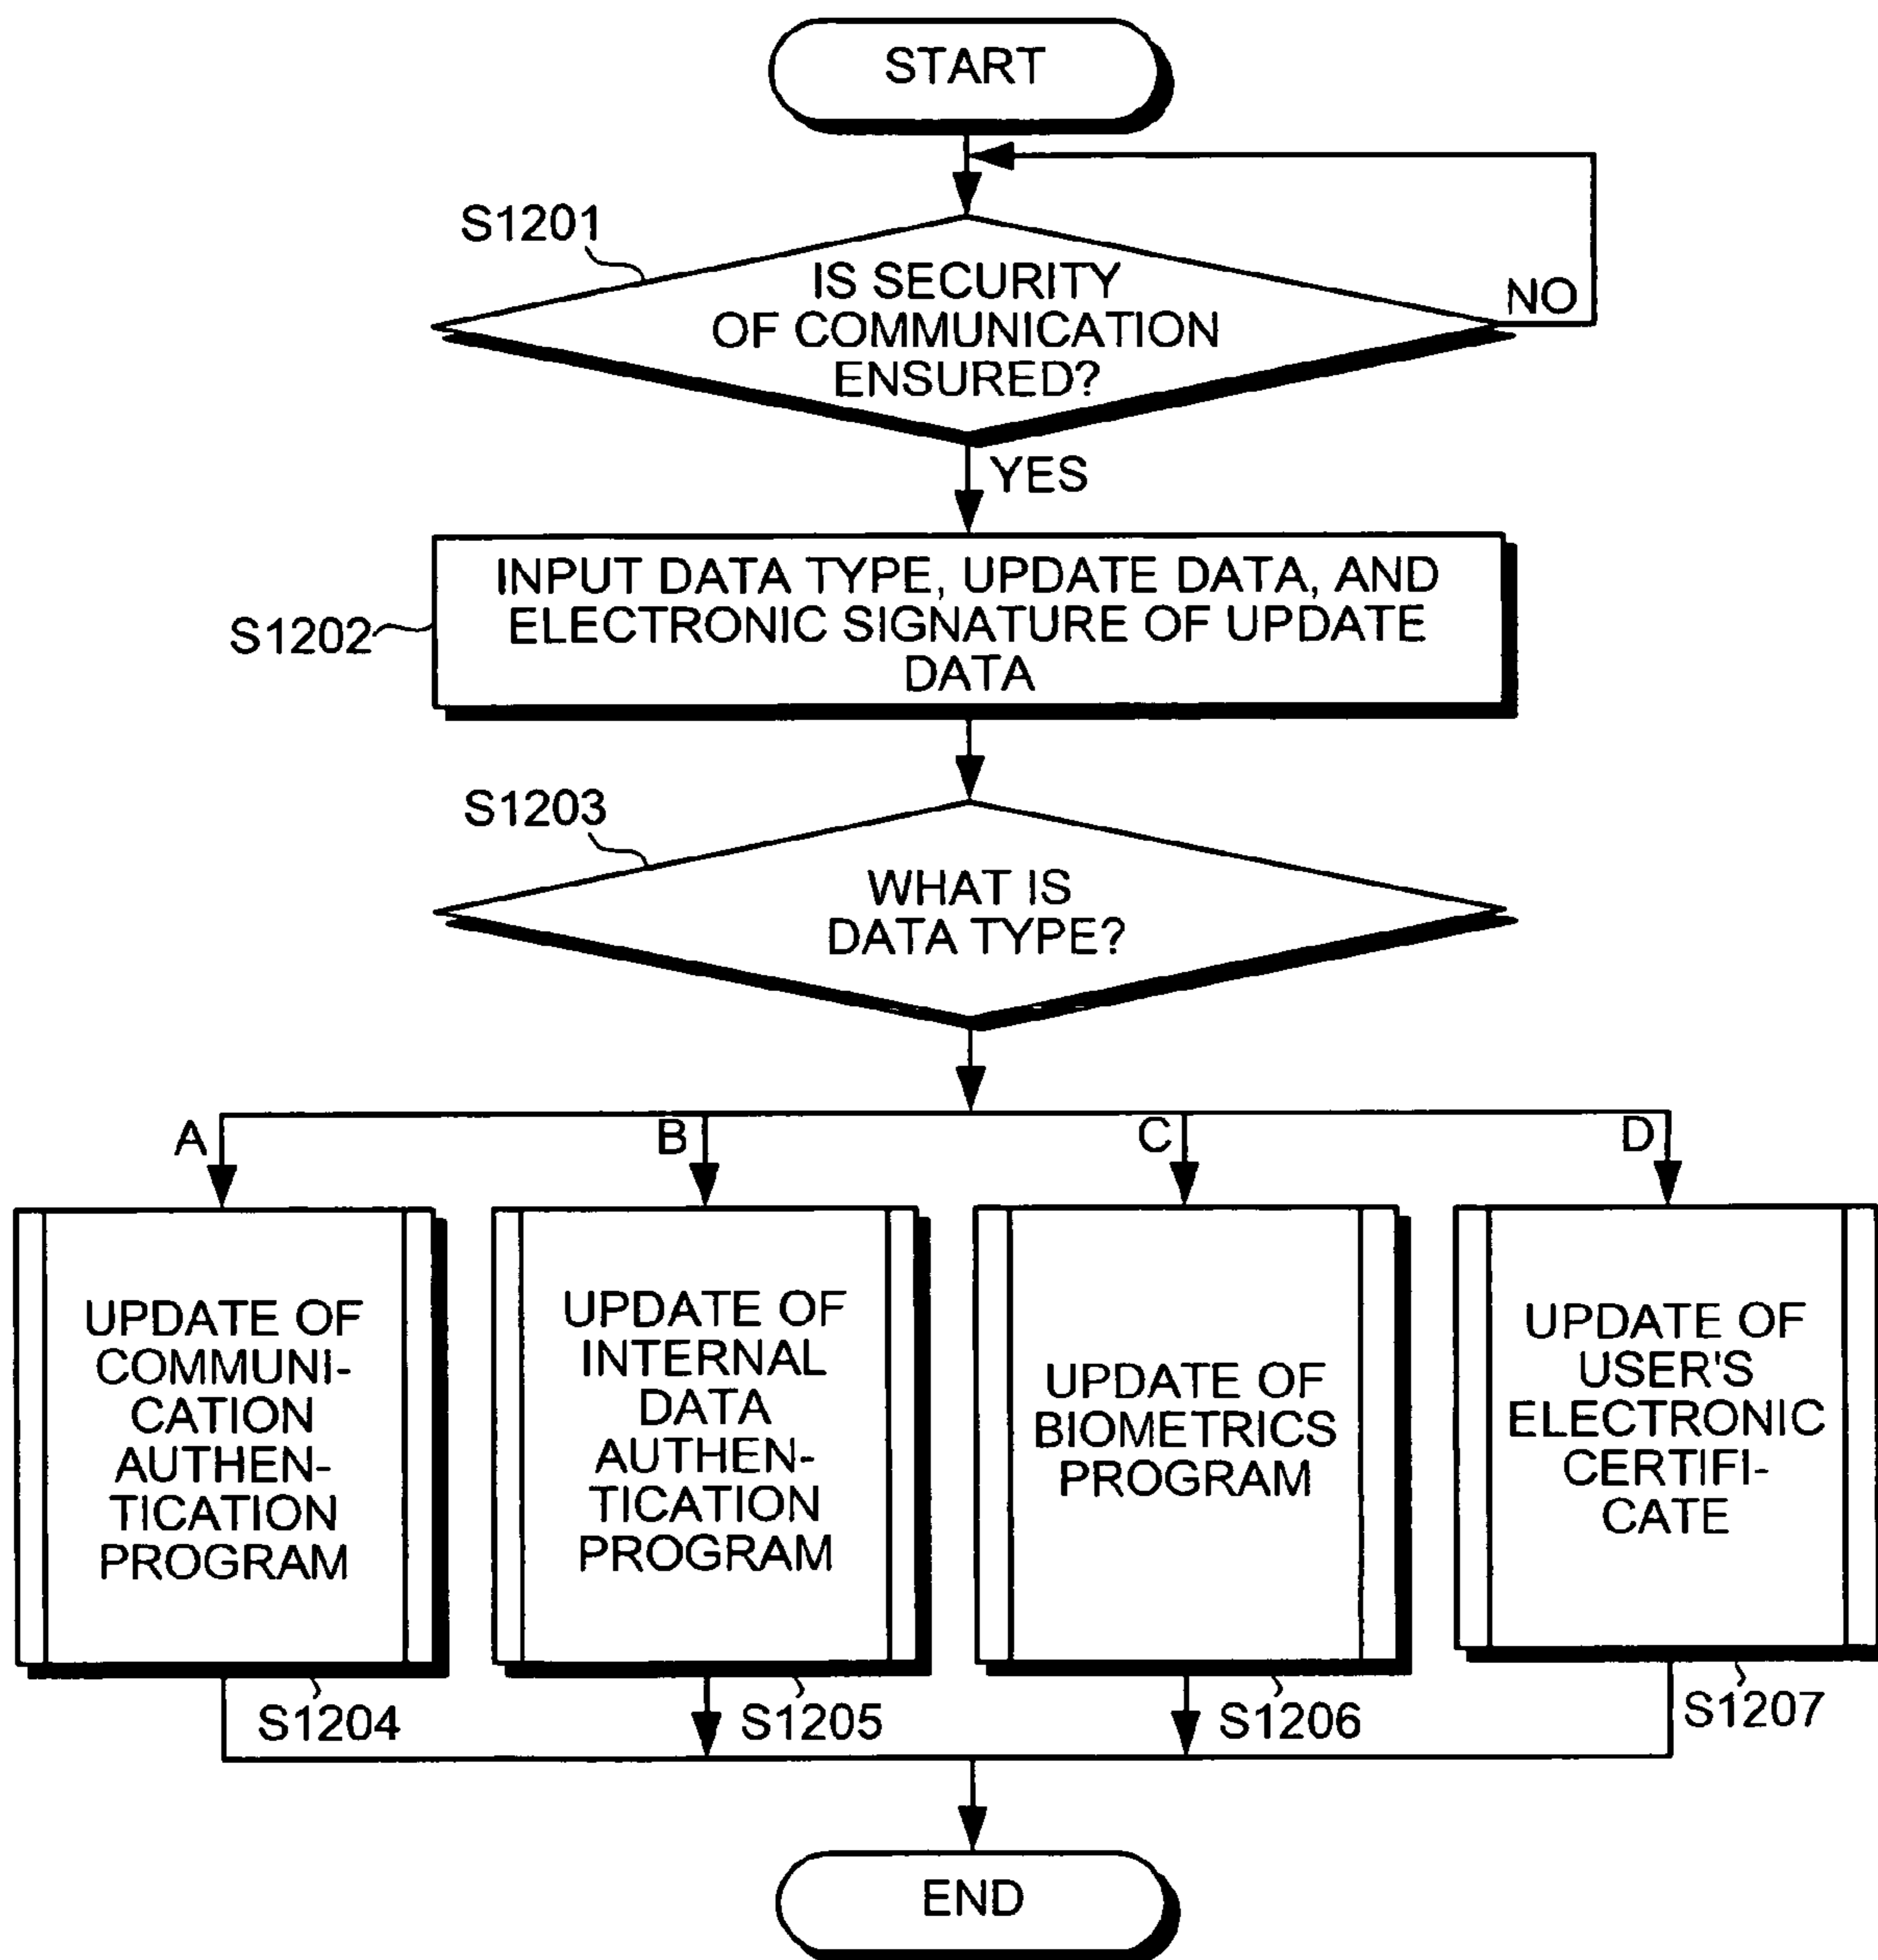 START
S1201
IS SECURITY
OF COMMUNICATION
ENSURED?
NO
YES
S1202
INPUT DATA TYPE, UPDATE DATA, AND
ELECTRONIC SIGNATURE OF UPDATE
DATA
S1203
WHAT IS
DATA TYPE?
A
B
C
D
UPDATE OF
COMMUNI-
CATION
AUTHEN-
TICATION
PROGRAM
UPDATE OF
INTERNAL
DATA
AUTHEN-
TICATION
PROGRAM
UPDATE OF
BIOMETRICS
PROGRAM
UPDATE OF
USER'S
ELECTRONIC
CERTIFI-
CATE
S1204
S1205
S1206
S1207
END